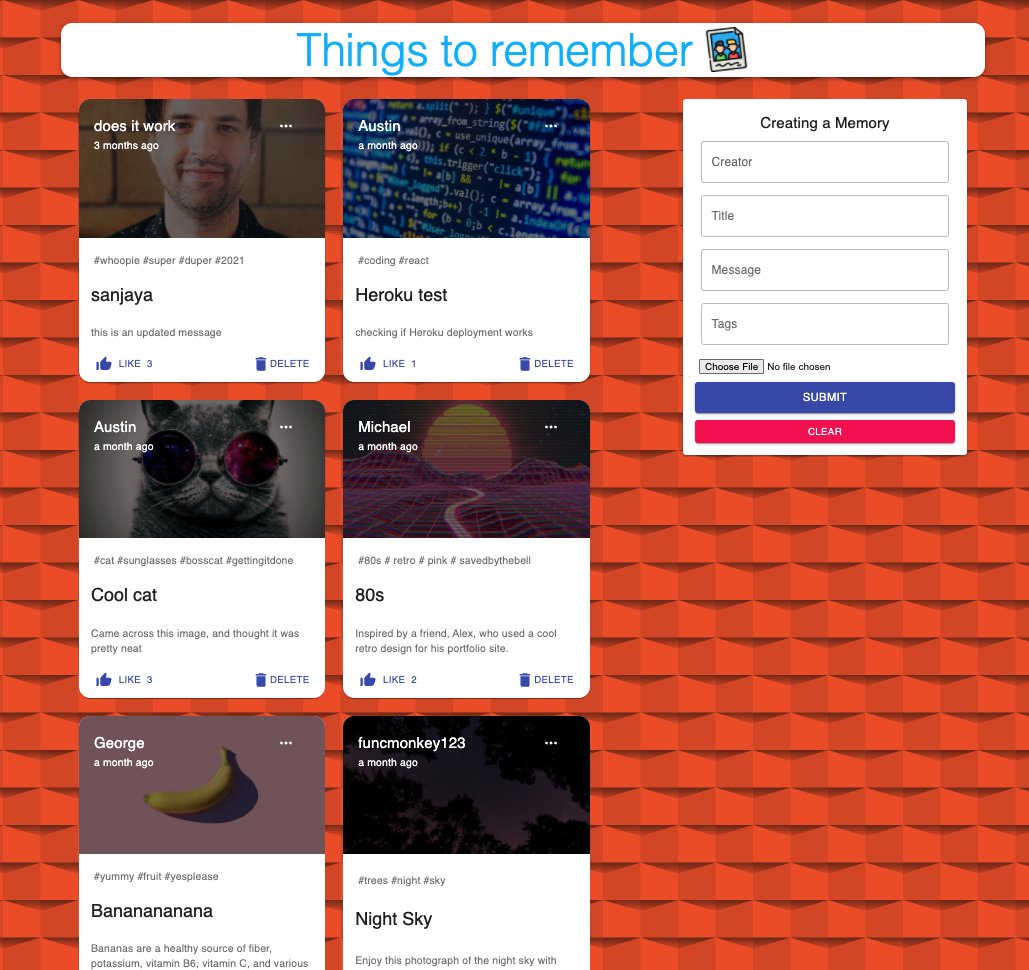 Things to remember
does it work
3 months ago
#whoopie #super #duper #2021
sanjaya
this is an updated message
LIKE 3
DELETE
Austin
a month ago
#coding #react
Heroku test
checking if Heroku deployment works
LIKE 1
DELETE
Creating a Memory
Creator
Title
Message
Tags
Choose File No file chosen
SUBMIT
CLEAR
Austin
a month ago
#cat #sunglasses #bosscat #gettingitdone
Cool cat
Came across this image, and thought it was
pretty neat
LIKE 3
DELETE
Michael
a month ago
#80s # retro # pink # savedbythebell
80s
Inspired by a friend, Alex, who used a cool
retro design for his portfolio site.
LIKE 2
DELETE
George
a month ago
#yummy #fruit #yesplease
Banananananа
Bananas are a healthy source of fiber,
potassium, vitamin B6, vitamin C, and various
funcmonkey123
a month ago
#trees #night #sky
Night Sky
Enjoy this photograph of the night sky with